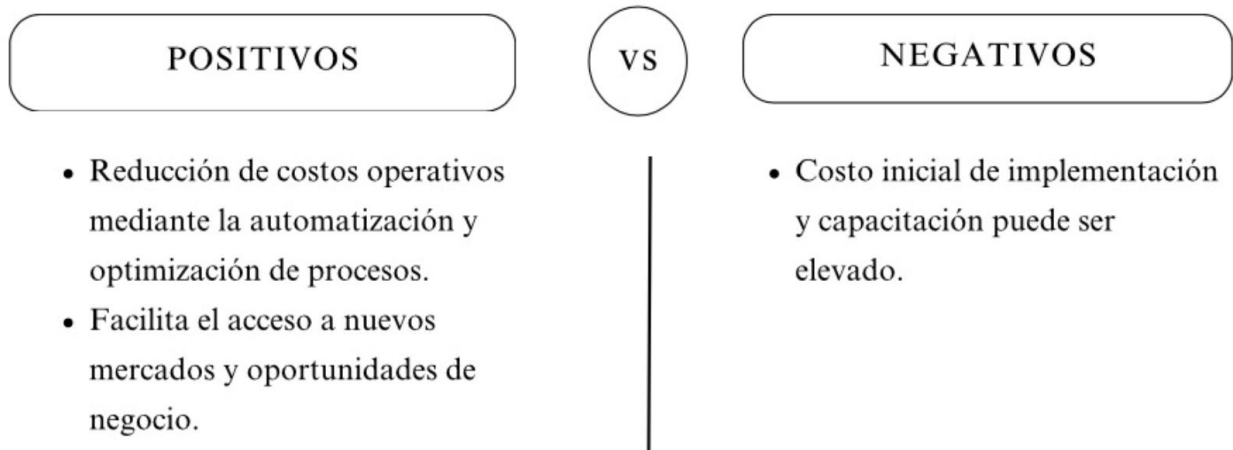 POSITIVOS
vs
NEGATIVOS
• Reducción de costos operativos
mediante la automatización y
optimización de procesos.
• Facilita el acceso a nuevos
mercados y oportunidades de
negocio.
• Costo inicial de implementación
y capacitación puede ser
elevado.